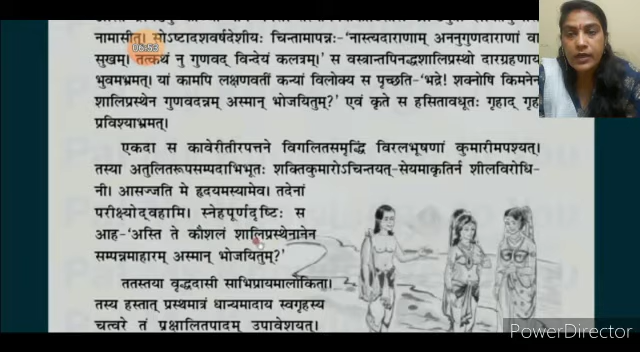 नामासीत्। सोऽष्टादशवर्षदेशीयः चिन्तामापन्नः-'नास्त्यदाराणाम् अननुगुणदाराणां वा
सुखम्। तत्कथं नु गुणवद् विन्देयं कलत्रम्।' स वस्त्रान्तपिनद्धशालिप्रस्थो दारग्रहणाय
भुवमभ्रमत्। यां कामपि लक्षणवतीं कन्यां विलोक्य स पृच्छति-'भद्रे! शक्नोषि किमनेन
शालिप्रस्थेन गुणवदन्नम् अस्मान् भोजयितुम्?' एवं कृते स हसितावधूतः गृहाद् गृहं
प्रविश्याभ्रमत्।
एकदा स कावेरीतीरपत्तने विगलितसमृद्धिं विरलभूषणां कुमारीमपश्यत्।
तस्या अतुलितरूपसम्पदाभिभूतः शक्तिकुमारोऽचिन्तयत्-सेयमाकृतिर्न शीलविरोधि-
नी। आसञ्जति मे हृदयमस्यामेव। तदेनां
परीक्ष्योद्वहामि। स्नेहपूर्णदृष्टिः स
आह-'अस्ति ते कौशलं शालिप्रस्थेनानेन
सम्पन्नमाहारम् अस्मान् भोजयितुम्?'
ततस्तया वृद्धदासी साभिप्रायमालोकिता।
तस्य हस्तात् प्रस्थमात्रं धान्यमादाय स्वगृहस्य
चत्वरे तं प्रक्षालितपादम् उपावेशयत्।
06:53
PowerDirector